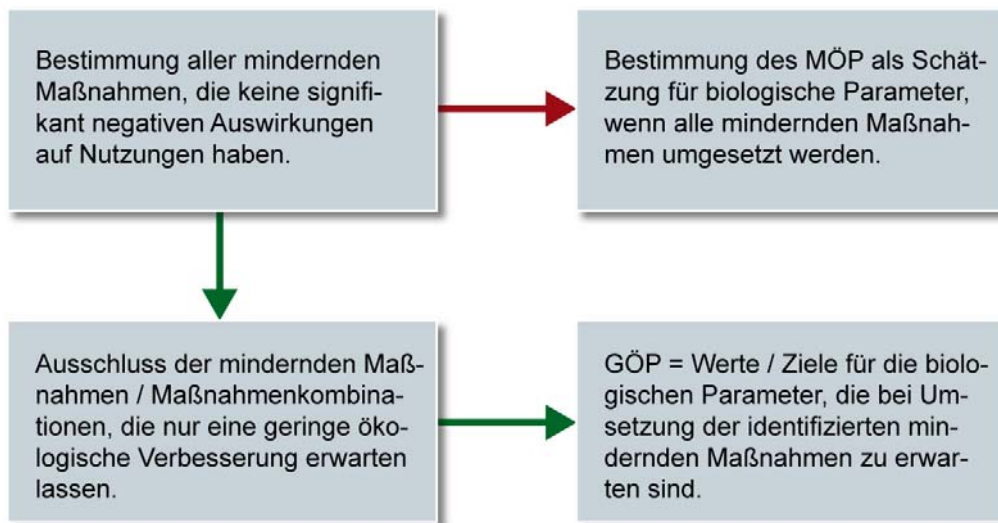 Bestimmung aller mindernden
Maßnahmen, die keine signifi-
kant negativen Auswirkungen
auf Nutzungen haben.
Bestimmung des MÖP als Schät-
zung für biologische Parameter,
wenn alle mindernden Maßnah-
men umgesetzt werden.
Ausschluss der mindernden Maß-
nahmen / Maßnahmenkombina-
tionen, die nur eine geringe öko-
logische Verbesserung erwarten
lassen.
GÖP = Werte / Ziele für die biolo-
gischen Parameter, die bei Um-
setzung der identifizierten min-
dernden Maßnahmen zu erwar-
ten sind.